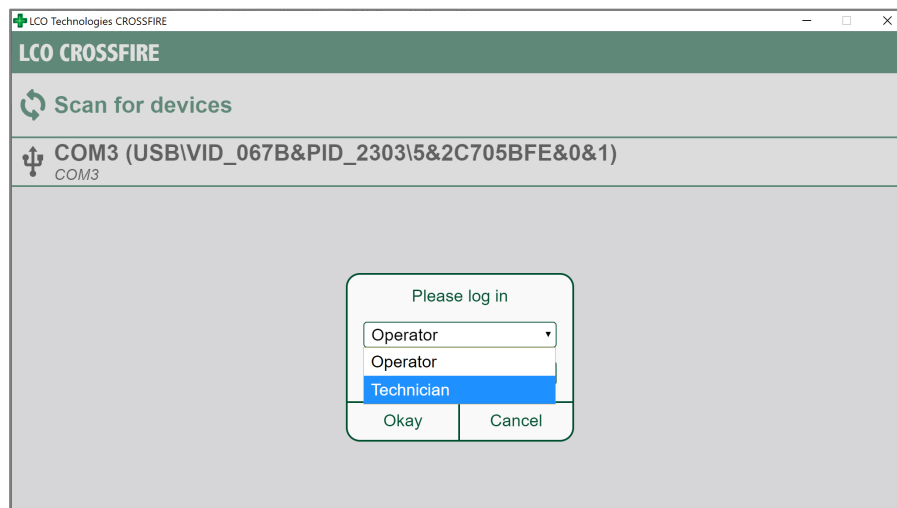 LCO Technologies CROSSFIRE
LCO CROSSFIRE
Scan for devices
COM3 (USB\VID_067B&PID_2303\5&2C705BFE&0&1)
COM3
Please log in
Operator
Operator
Technician
Okay Cancel